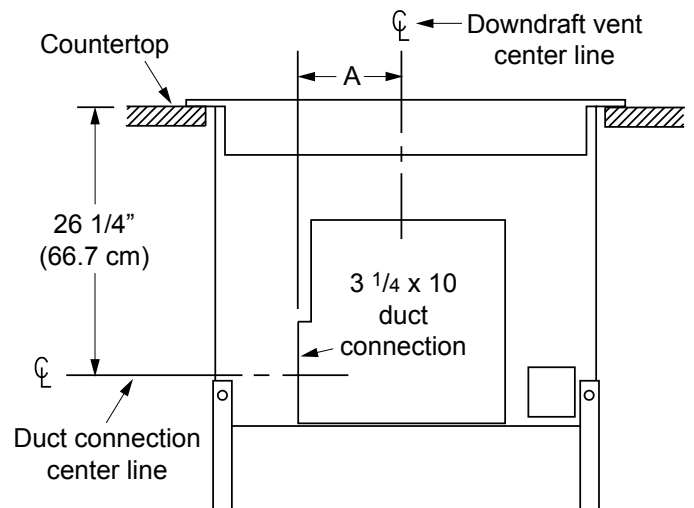 ℄
Downdraft vent
center line
Countertop
A
26 1/4”
(66.7 cm)
3 1/4 x 10
duct
connection
℄
Duct connection
center line